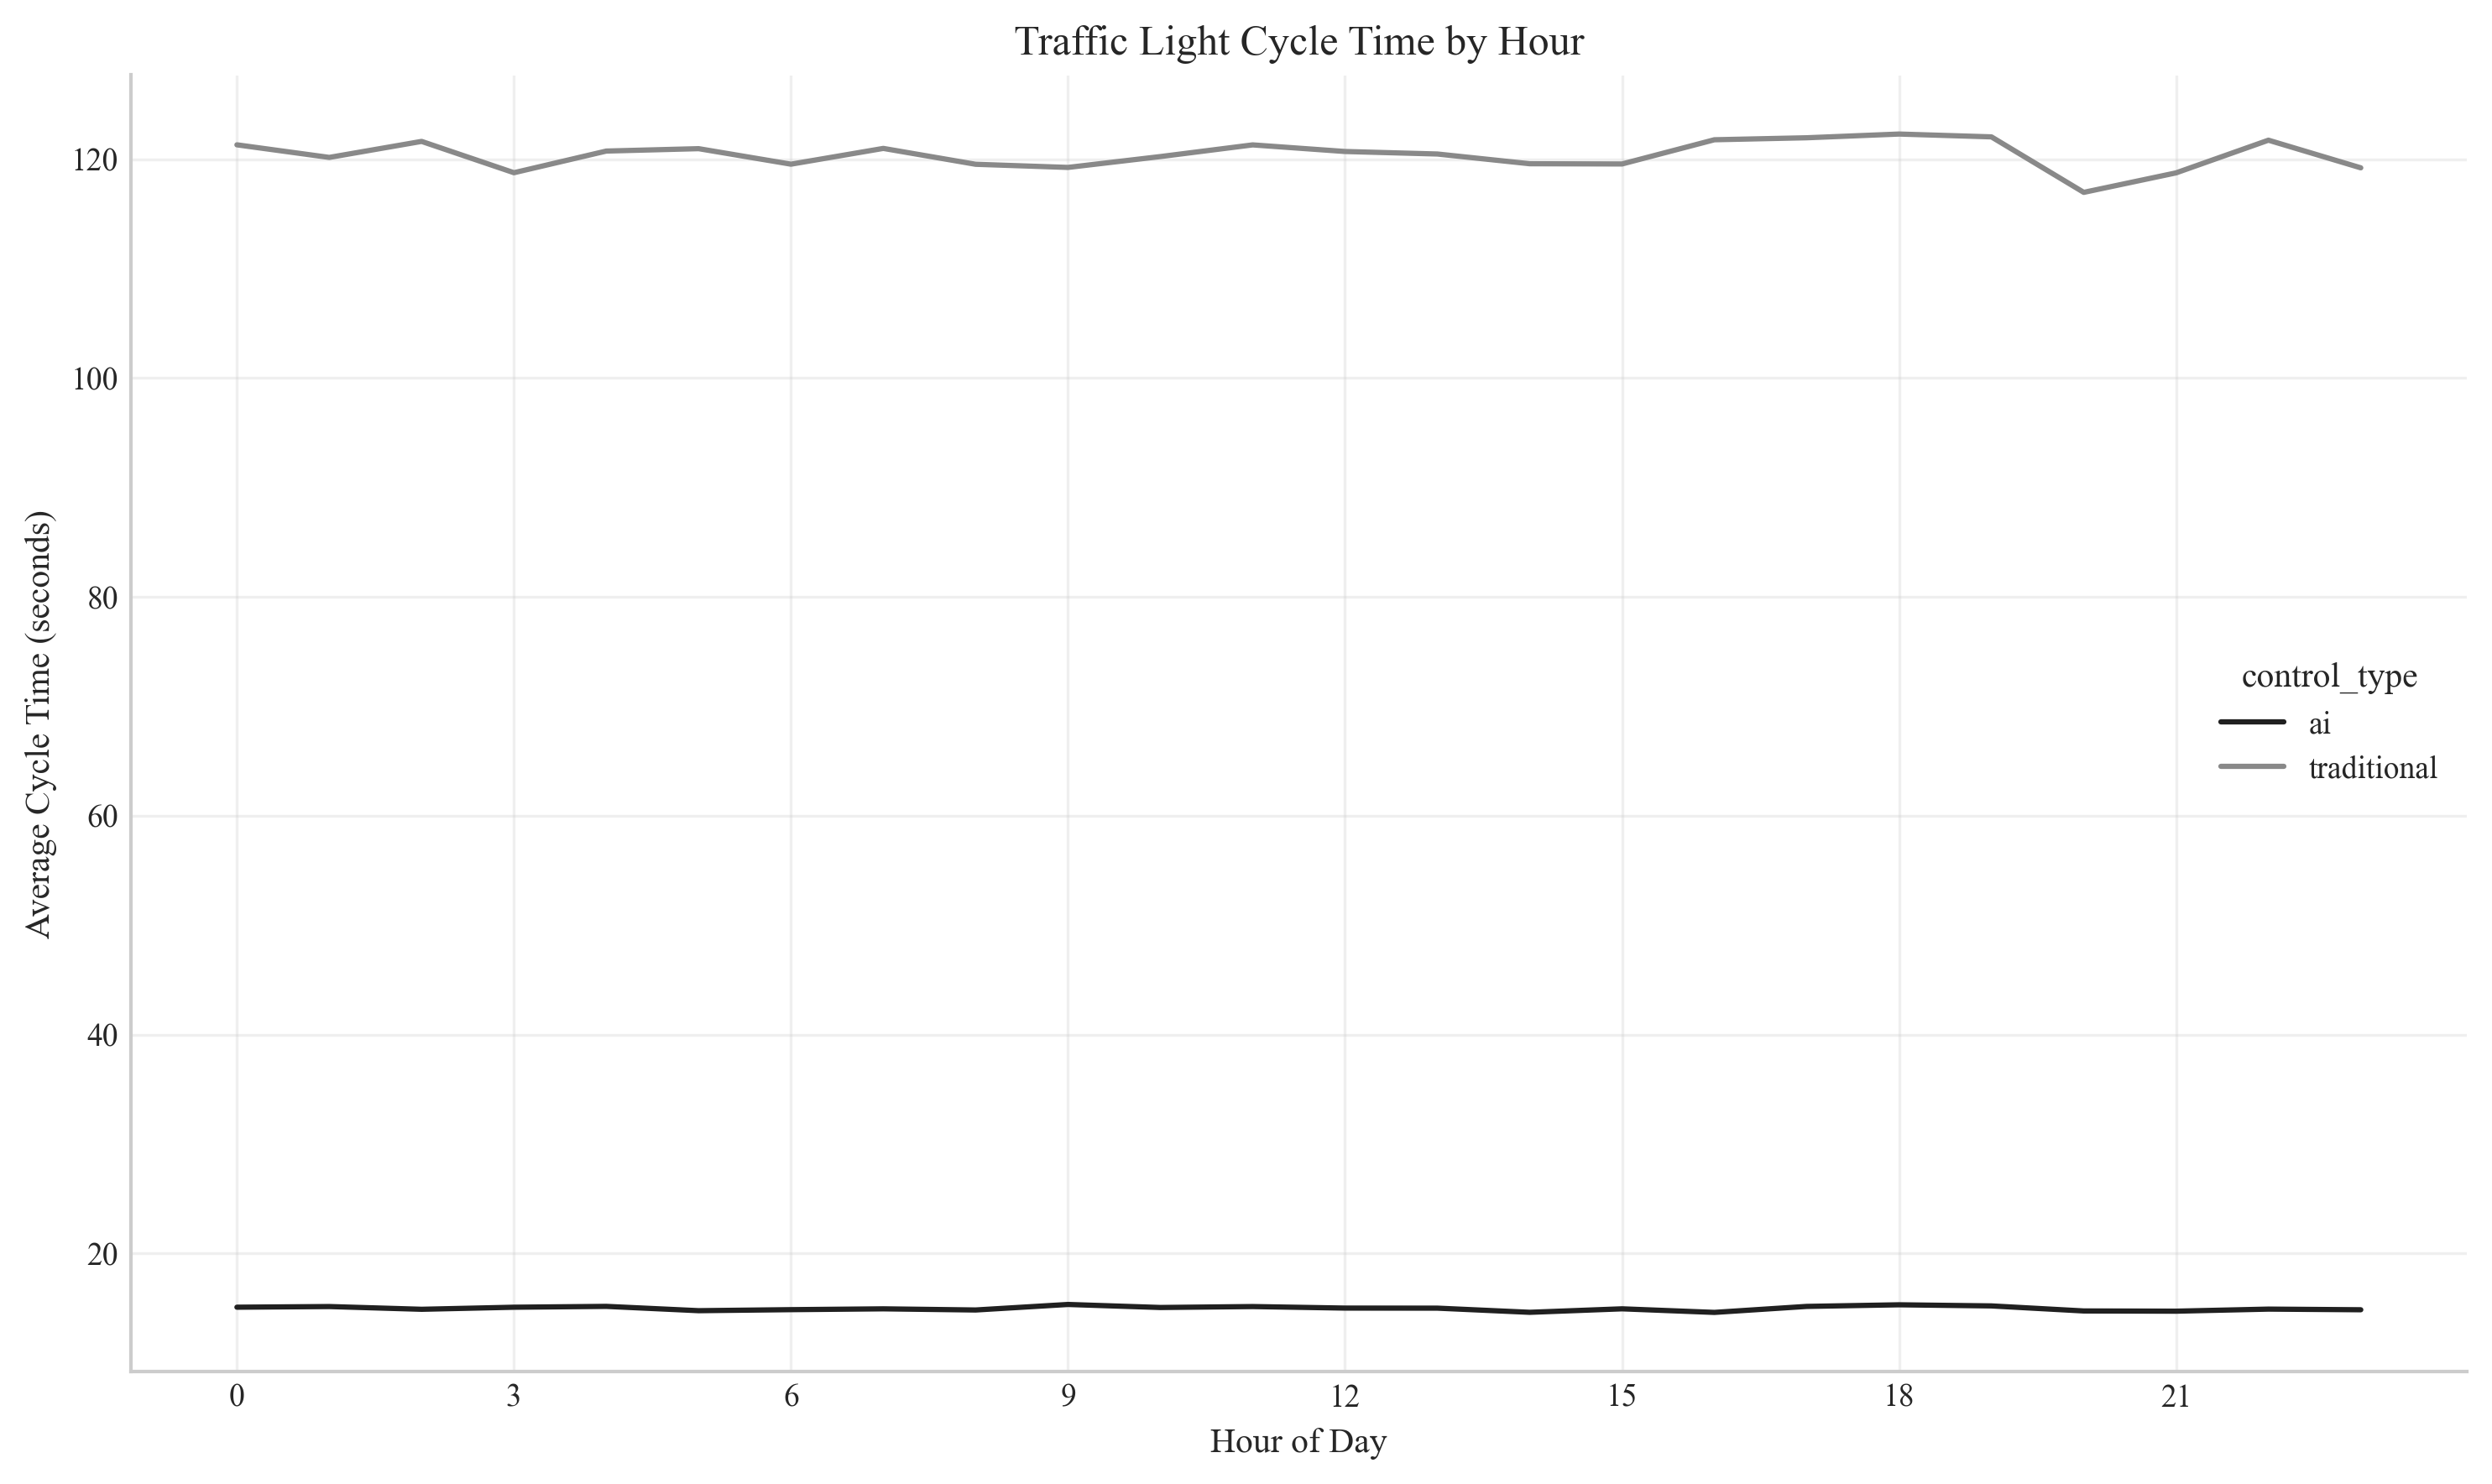 Traffic Light Cycle Time by Hour
Average Cycle Time (seconds)
120
100
80
60
40
20
control_type
ai
traditional
0 3 6 9 12 15 18 21
Hour of Day